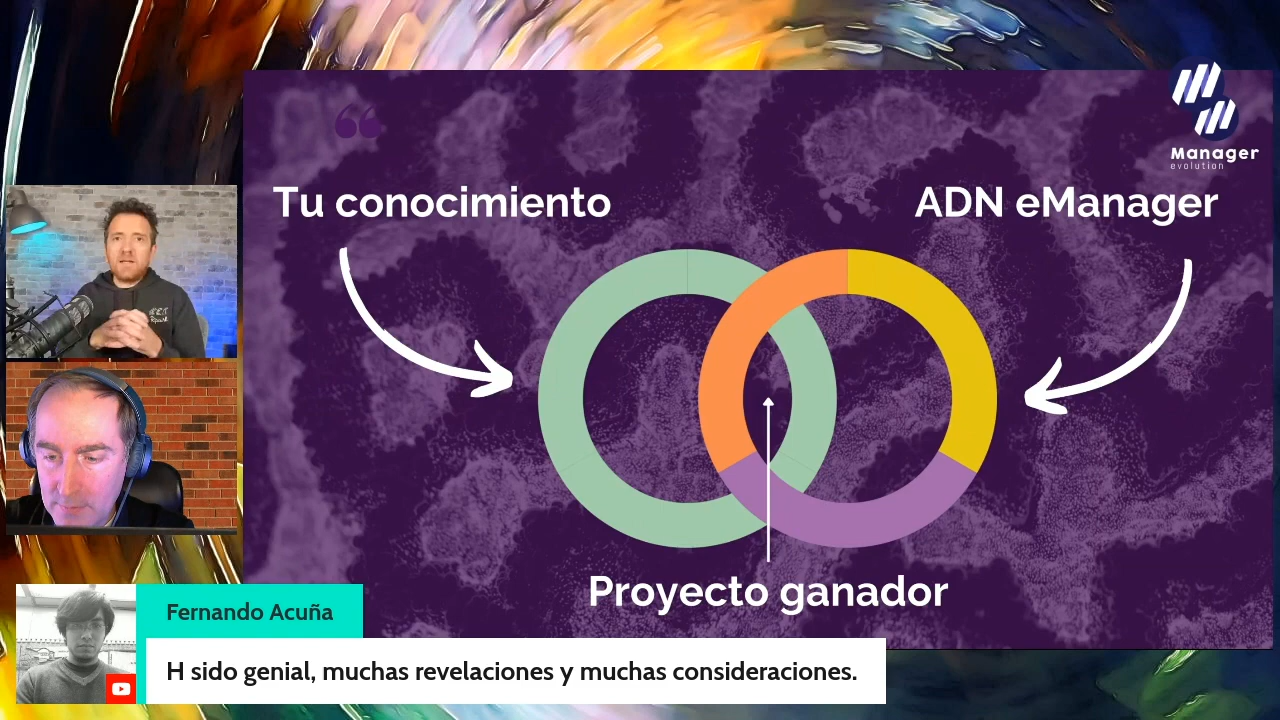 Manager
evolution
Tu conocimiento
ADN eManager
Proyecto ganador
Fernando Acuña
H sido genial, muchas revelaciones y muchas consideraciones.